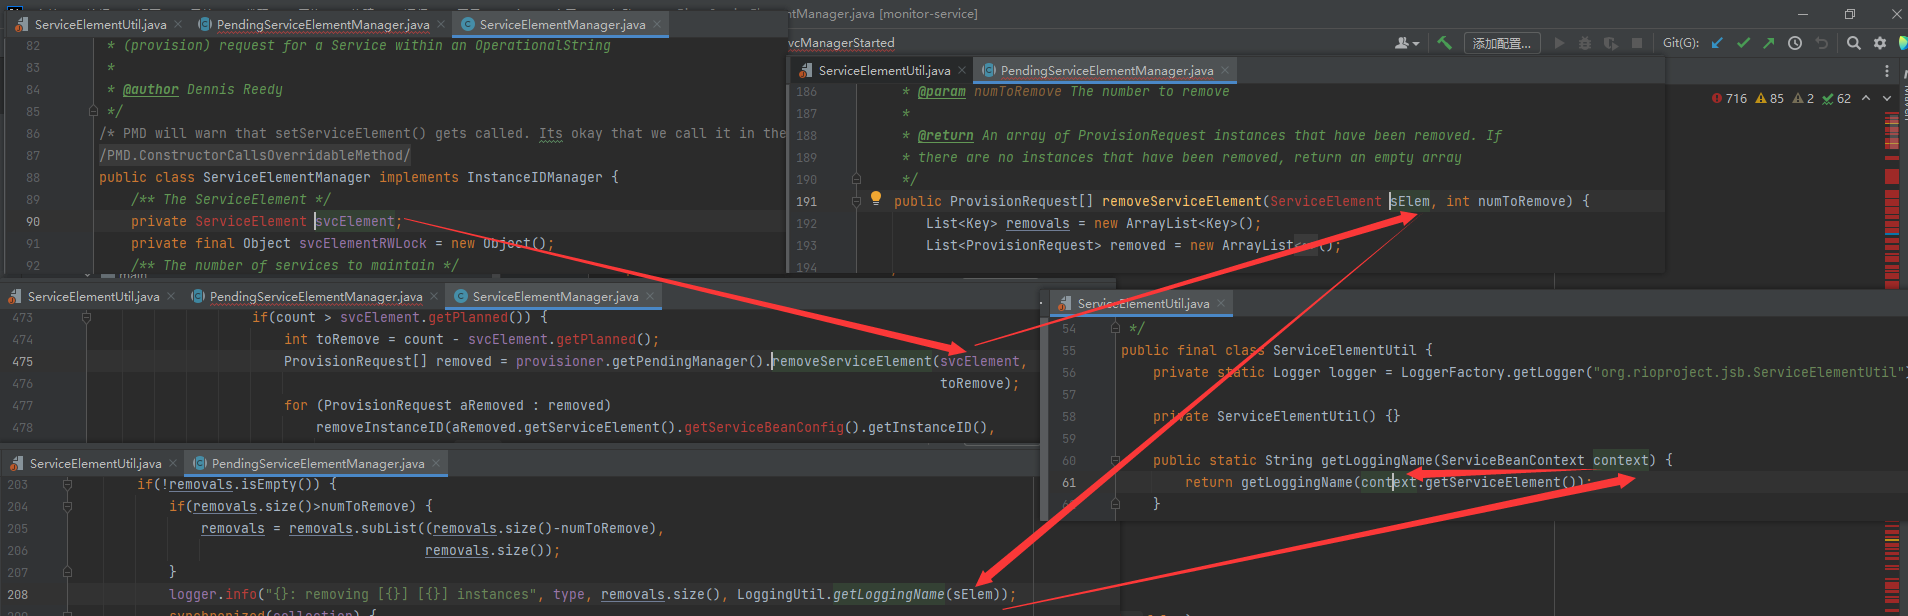 ServiceElementUtil.java
PendingServiceElementManager.java
ServiceElementManager.java
ElementManager.java [monitor-service]
82 * (provision) request for a Service within an OperationalString
83 *
84 * @author Dennis Reedy
85 */
86 /* PMD will warn that setServiceElement() gets called. Its okay that we call it in the
87 /PMD.ConstructorCallsOverridableMethod/
88 public class ServiceElementManager implements InstanceIDManager {
89 /** The ServiceElement */
90 private ServiceElement svcElement;
91 private final Object svcElementRWLock = new Object();
92 /** The number of services to maintain */
vcManagerStarted
添加配置...
Git(G):
ServiceElementUtil.java
PendingServiceElementManager.java
716 85 2 62
186 * @param numToRemove The number to remove
187 *
188 * @return An array of ProvisionRequest instances that have been removed. If
189 * there are no instances that have been removed, return an empty array
190 */
191 public ProvisionRequest[] removeServiceElement(ServiceElement sElem, int numToRemove) {
192 List<Key> removals = new ArrayList<Key>();
193 List<ProvisionRequest> removed = new ArrayList<~>();
194
ServiceElementUtil.java
PendingServiceElementManager.java
ServiceElementManager.java
473 if(count > svcElement.getPlanned()) {
474 int toRemove = count - svcElement.getPlanned();
475 ProvisionRequest[] removed = provisioner.getPendingManager().removeServiceElement(svcElement,
476 toRemove);
477 for (ProvisionRequest aRemoved : removed)
478 removeInstanceID(aRemoved.getServiceElement().getServiceBeanConfig().getInstanceID(),
ServiceElementUtil.java
54 */
55 public final class ServiceElementUtil {
56 private static Logger logger = LoggerFactory.getLogger("org.rioproject.jsb.ServiceElementUtil"
57
58 private ServiceElementUtil() {}
59
60 public static String getLoggingName(ServiceBeanContext context) {
61 return getLoggingName(context.getServiceElement());
}
ServiceElementUtil.java
PendingServiceElementManager.java
203 if(!removals.isEmpty()) {
204 if(removals.size()>numToRemove) {
205 removals = removals.subList((removals.size()-numToRemove),
206 removals.size());
207 }
208 logger.info("{}: removing [{}] [{}] instances", type, removals.size(), LoggingUtil.getLoggingName(sElem));
synchronized(collection) {